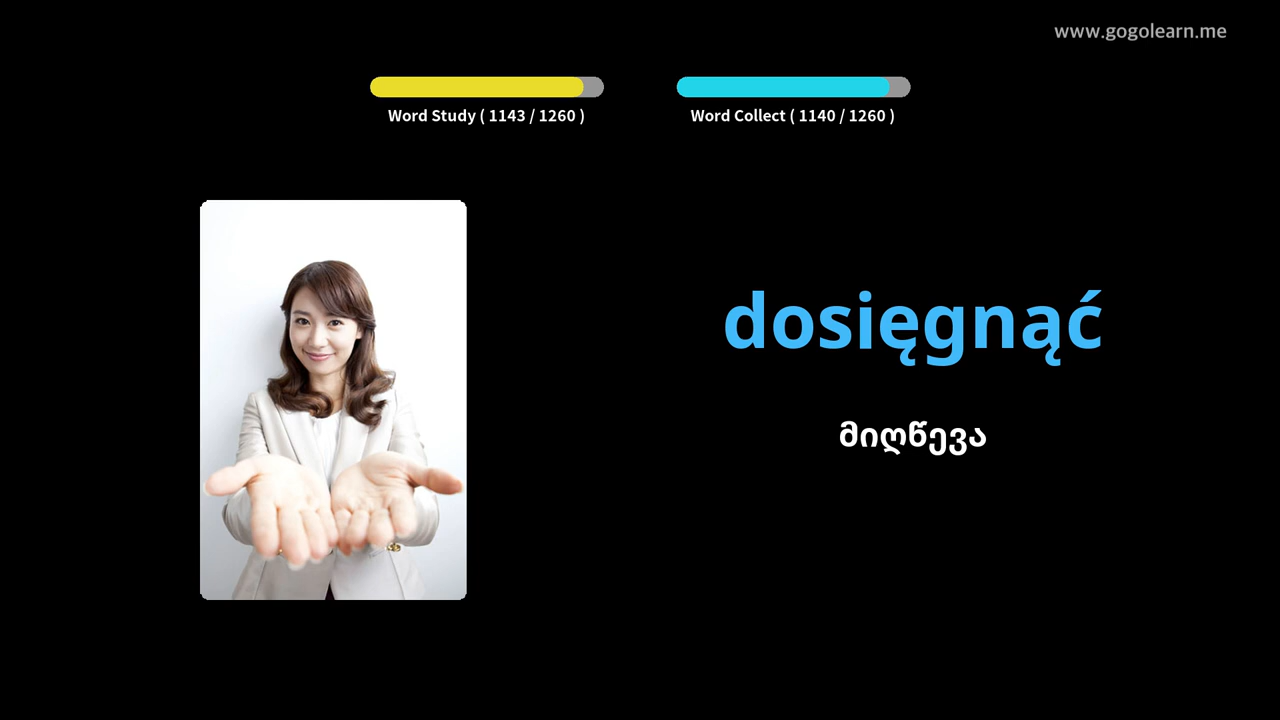 www.gogolearn.me
Word Study ( 1143 / 1260 )
Word Collect ( 1140 / 1260 )
dosięgnąć
მიღწევა